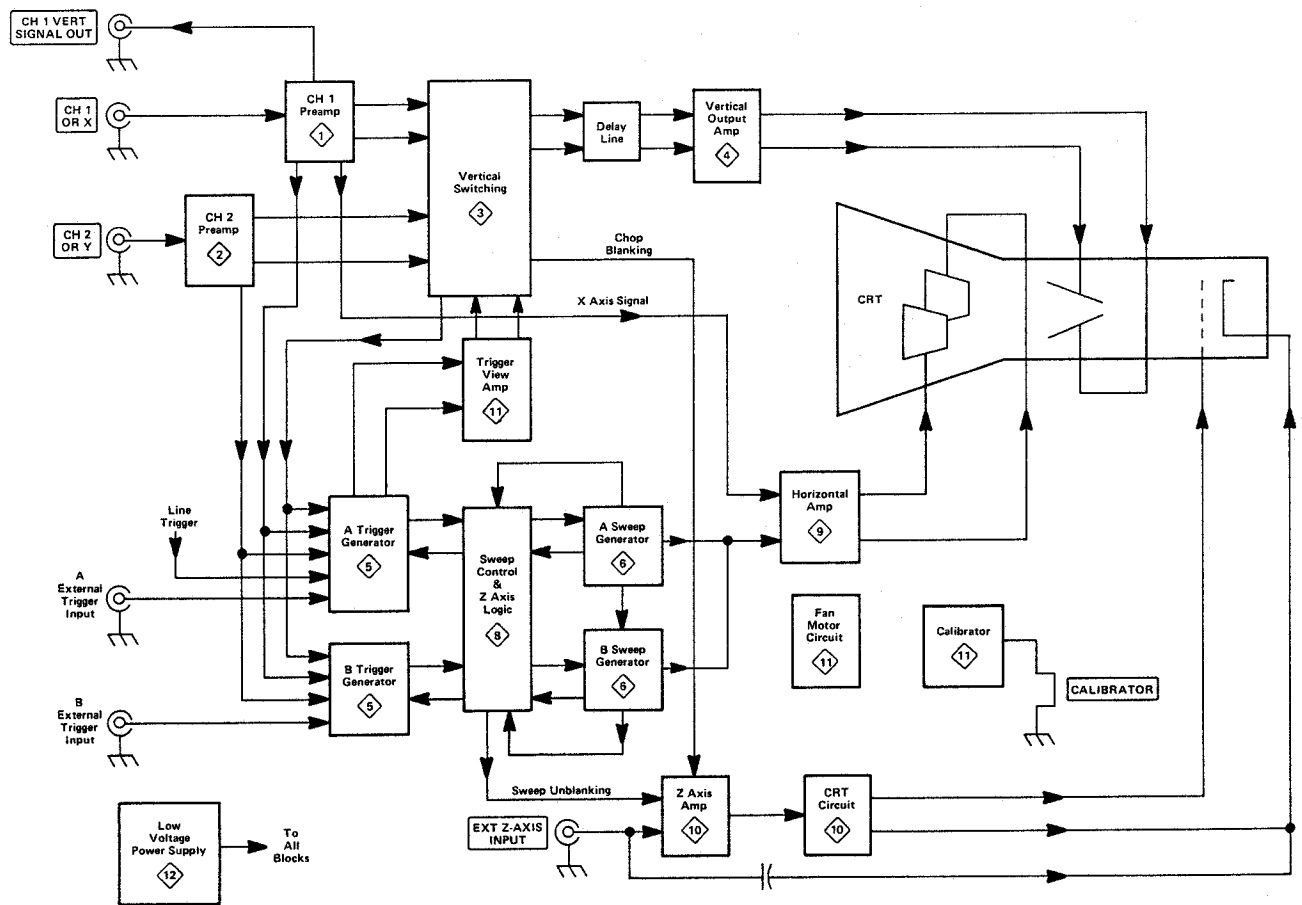 CH 1 VERT
SIGNAL OUT
CH 1
OR X
CH 1
Preamp
1
CH 2
OR Y
CH 2
Preamp
2
Vertical
Switching
3
Delay
Line
Vertical
Output
Amp
4
Chop
Blanking
X Axis Signal
CRT
Trigger
View
Amp
11
Line
Trigger
A
External
Trigger
Input
A Trigger
Generator
5
Sweep
Control
&
Z Axis
Logic
8
A Sweep
Generator
6
Horizontal
Amp
9
B
External
Trigger
Input
B Trigger
Generator
5
B Sweep
Generator
6
Fan
Motor
Circuit
11
Calibrator
11
CALIBRATOR
Sweep Unblanking
EXT Z-AXIS
INPUT
Z Axis
Amp
10
CRT
Circuit
10
Low
Voltage
Power Supply
12
To
All
Blocks